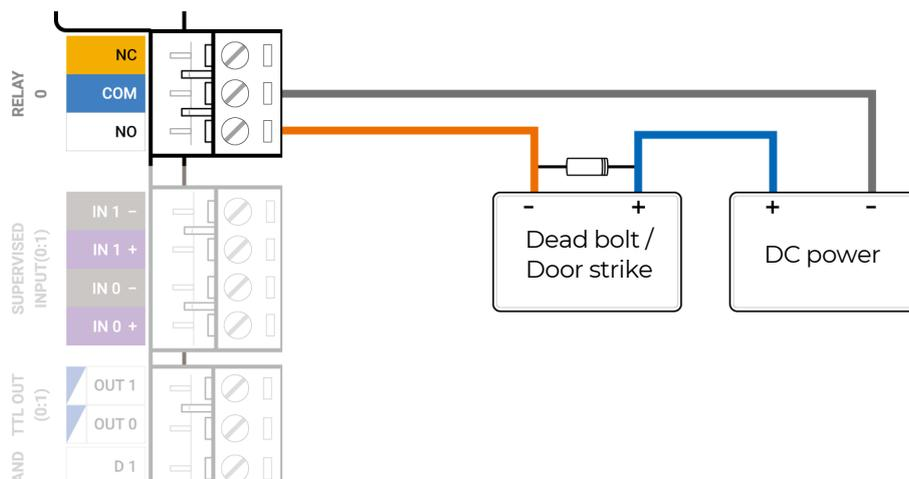 RELAY
0
NC
COM
NO
SUPERVISED
INPUT(0:1)
IN 1 −
IN 1 +
IN 0 −
IN 0 +
TTL OUT
(0:1)
OUT 1
OUT 0
AND
D 1
− +
Dead bolt /
Door strike
+ −
DC power